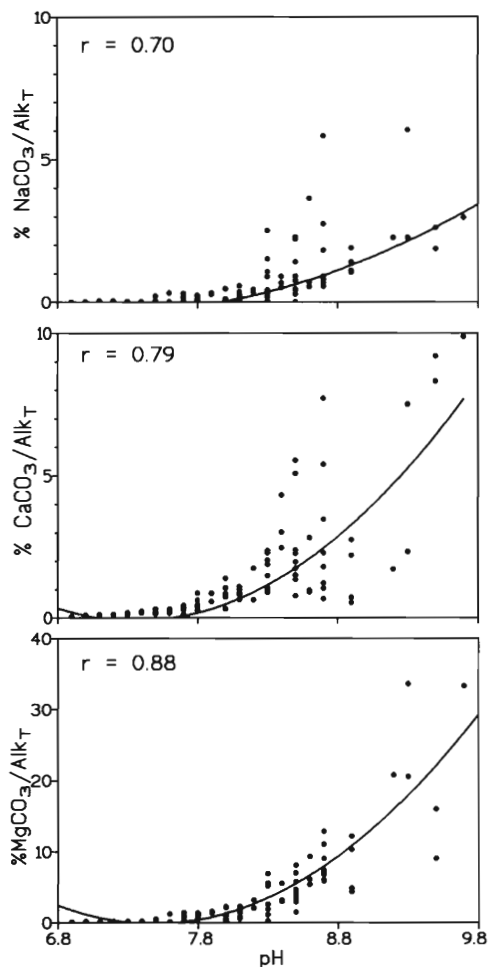 10
r = 0.70
% NaCO3/AlkT
5
0
10
r = 0.79
% CaCO3/AlkT
5
0
40
r = 0.88
30
%MgCO3/AlkT
20
10
0
6.8 7.8 8.8 9.8
pH